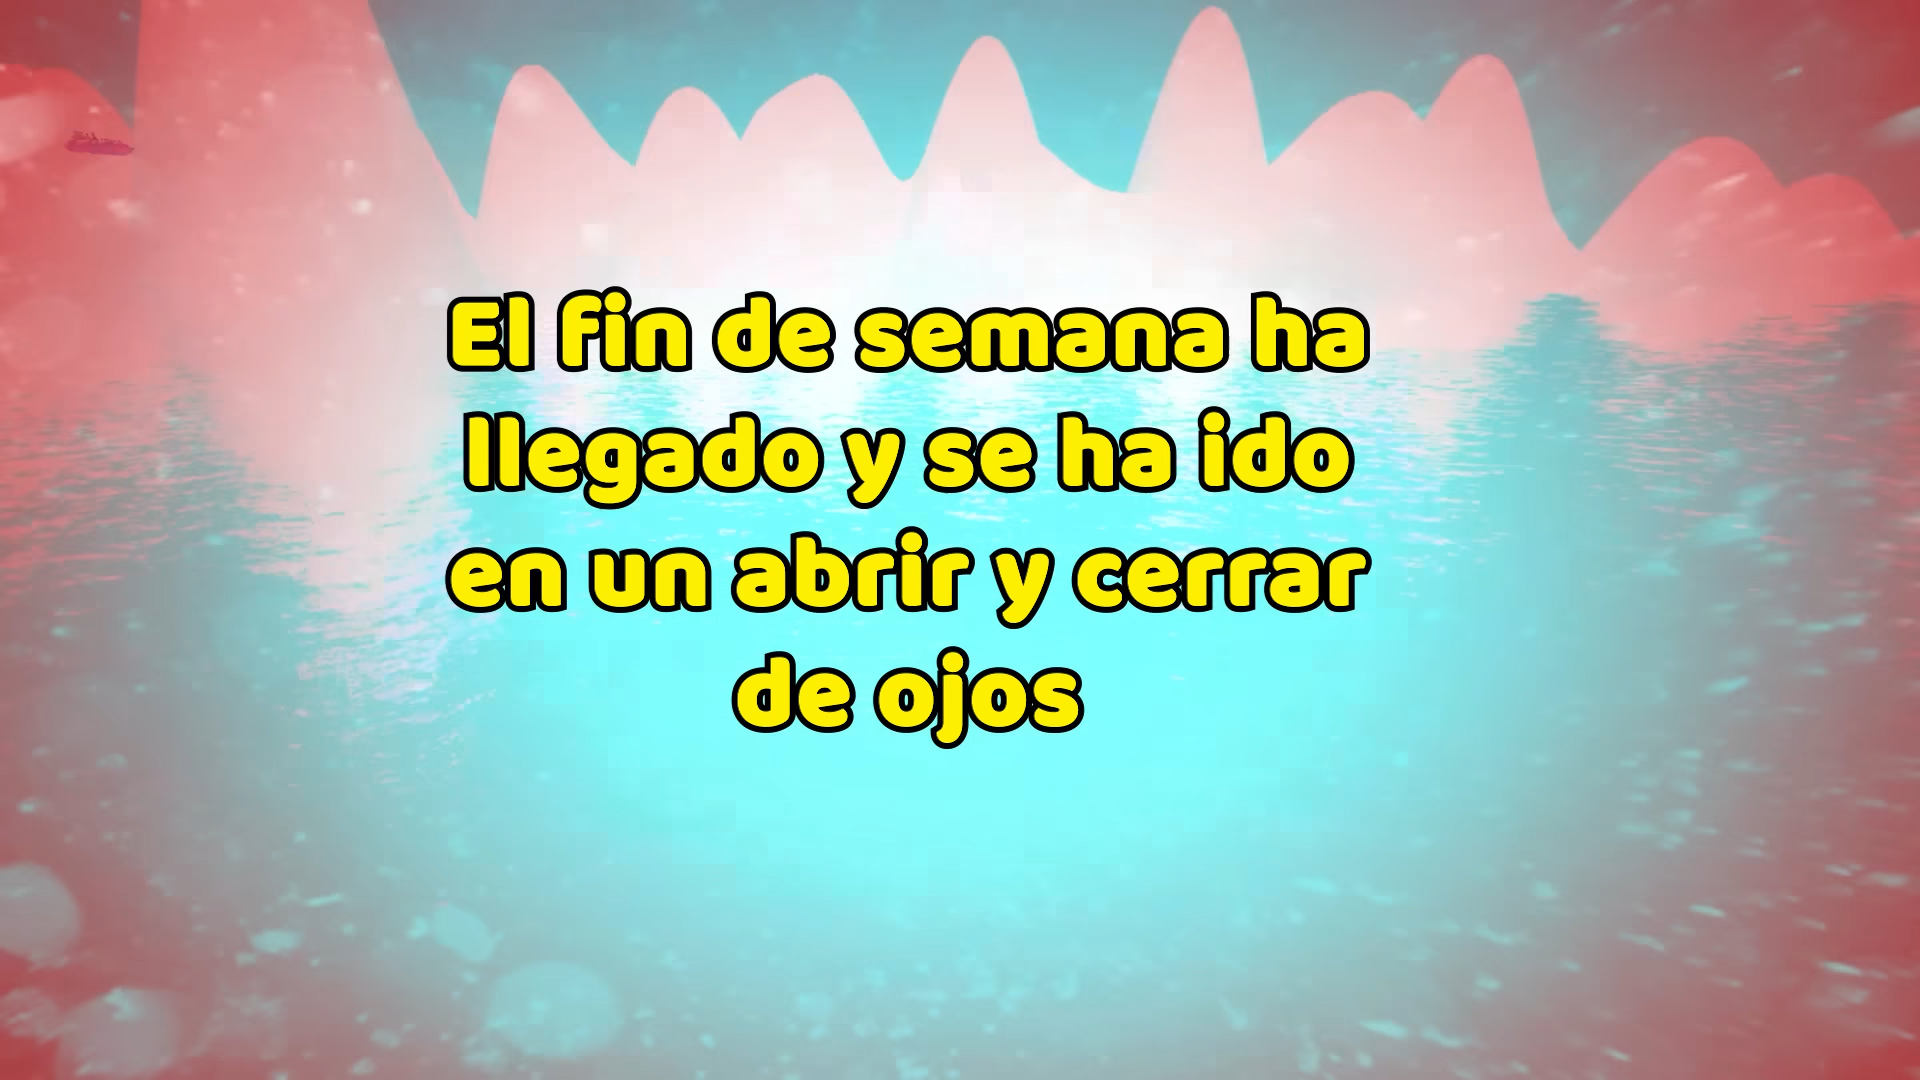 El fin de semana ha
llegado y se ha ido
en un abrir y cerrar
de ojos